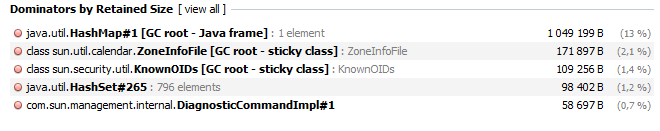 Dominators by Retained Size [ view all ]
java.util.HashMap#1 [GC root - Java frame] : 1 element 1 049 199 B (13 %)
class sun.util.calendar.ZoneInfoFile [GC root - sticky class] : ZoneInfoFile 171 897 B (2,1 %)
class sun.security.util.KnownOIDs [GC root - sticky class] : KnownOIDs 109 256 B (1,4 %)
java.util.HashSet#265 : 796 elements 98 402 B (1,2 %)
com.sun.management.internal.DiagnosticCommandImpl#1 58 697 B (0,7 %)